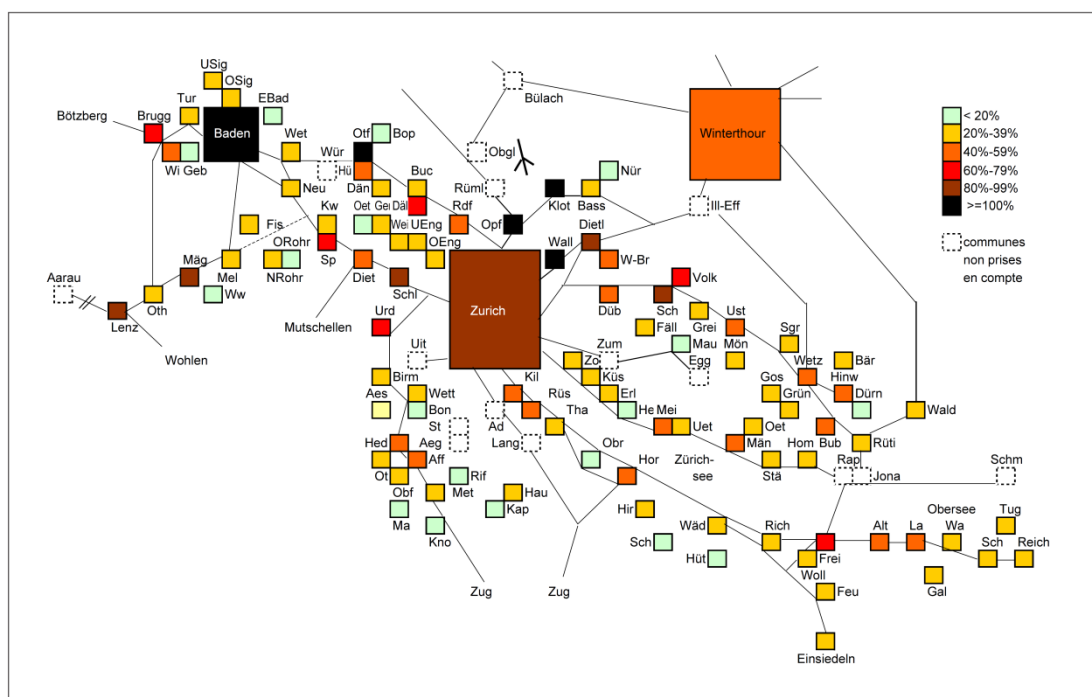 USig
OSig
Tur
EBad
Brugg
Bötzberg
Baden
Wet
Otf
Bop
Bülach
Winterthour
< 20%
20%-39%
40%-59%
60%-79%
80%-99%
>=100%
Wür
Hü
Obgl
Wi Geb
Buc
Nür
Neu
Dän
Rüml
Klot
Bass
Ill-Eff
communes
non prises
en compte
Kw
Oet
Ger
Däl
Rdf
Opf
Dietl
Fis
Wei
UEng
ORohr
OEng
Wall
Sp
W-Br
Mäg
Mel
NRohr
Diet
Volk
Aarau
Ww
Schl
Oth
Düb
Sch
Lenz
Mutschellen
Zurich
Grei
Ust
Urd
Fäll
Mau
Mön
Sgr
Wohlen
Uit
Zum
Egg
Wetz
Bär
Zo
Küs
Gos
Hinw
Birm
Wett
Kil
Erl
Grün
Dürn
Aes
Bon
Rüs
St
Ad
Tha
He
Mei
Uet
Oet
Wald
Hed
Aeg
Lang
Obr
Män
Hom
Bub
Rüti
Ot
Aff
Hor
Zürich-
see
Stä
Rap
Jona
Schm
Obf
Met
Rif
Hau
Ma
Kap
Hir
Wäd
Rich
Alt
La
Obersee
Wa
Tug
Kno
Sch
Hüt
Frei
Sch
Reich
Woll
Zug
Zug
Feu
Gal
Einsiedeln